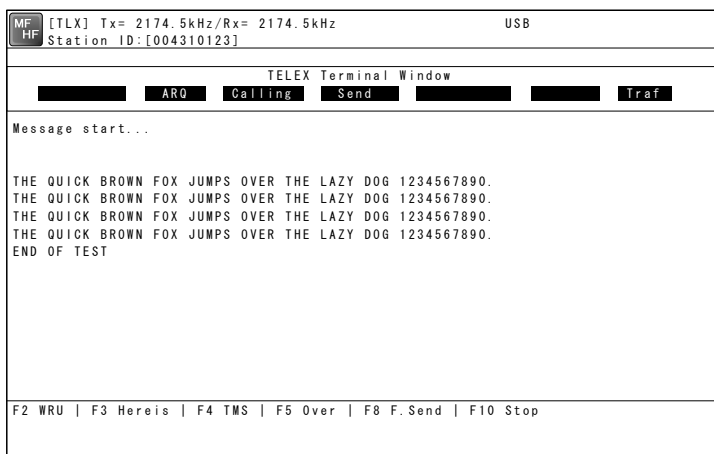 MF HF [TLX] Tx= 2174.5kHz/Rx= 2174.5kHz USB
Station ID:[004310123]
TELEX Terminal Window
ARQ Calling Send Traf
Message start...
THE QUICK BROWN FOX JUMPS OVER THE LAZY DOG 1234567890.
THE QUICK BROWN FOX JUMPS OVER THE LAZY DOG 1234567890.
THE QUICK BROWN FOX JUMPS OVER THE LAZY DOG 1234567890.
THE QUICK BROWN FOX JUMPS OVER THE LAZY DOG 1234567890.
END OF TEST
F2 WRU | F3 Hereis | F4 TMS | F5 Over | F8 F.Send | F10 Stop